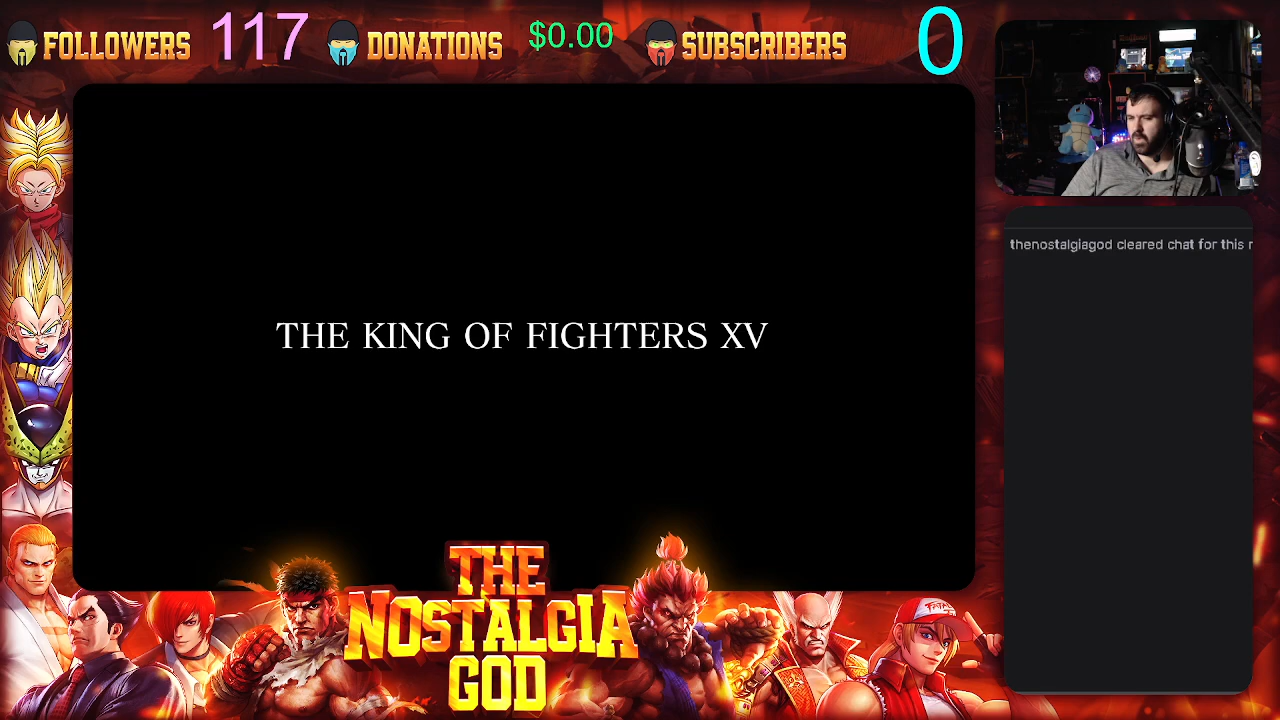 FOLLOWERS 117 DONATIONS $0.00 SUBSCRIBERS 0
thenostalgiagod cleared chat for this r
THE KING OF FIGHTERS XV
THE
NOSTALGIA
GOD
FATAL